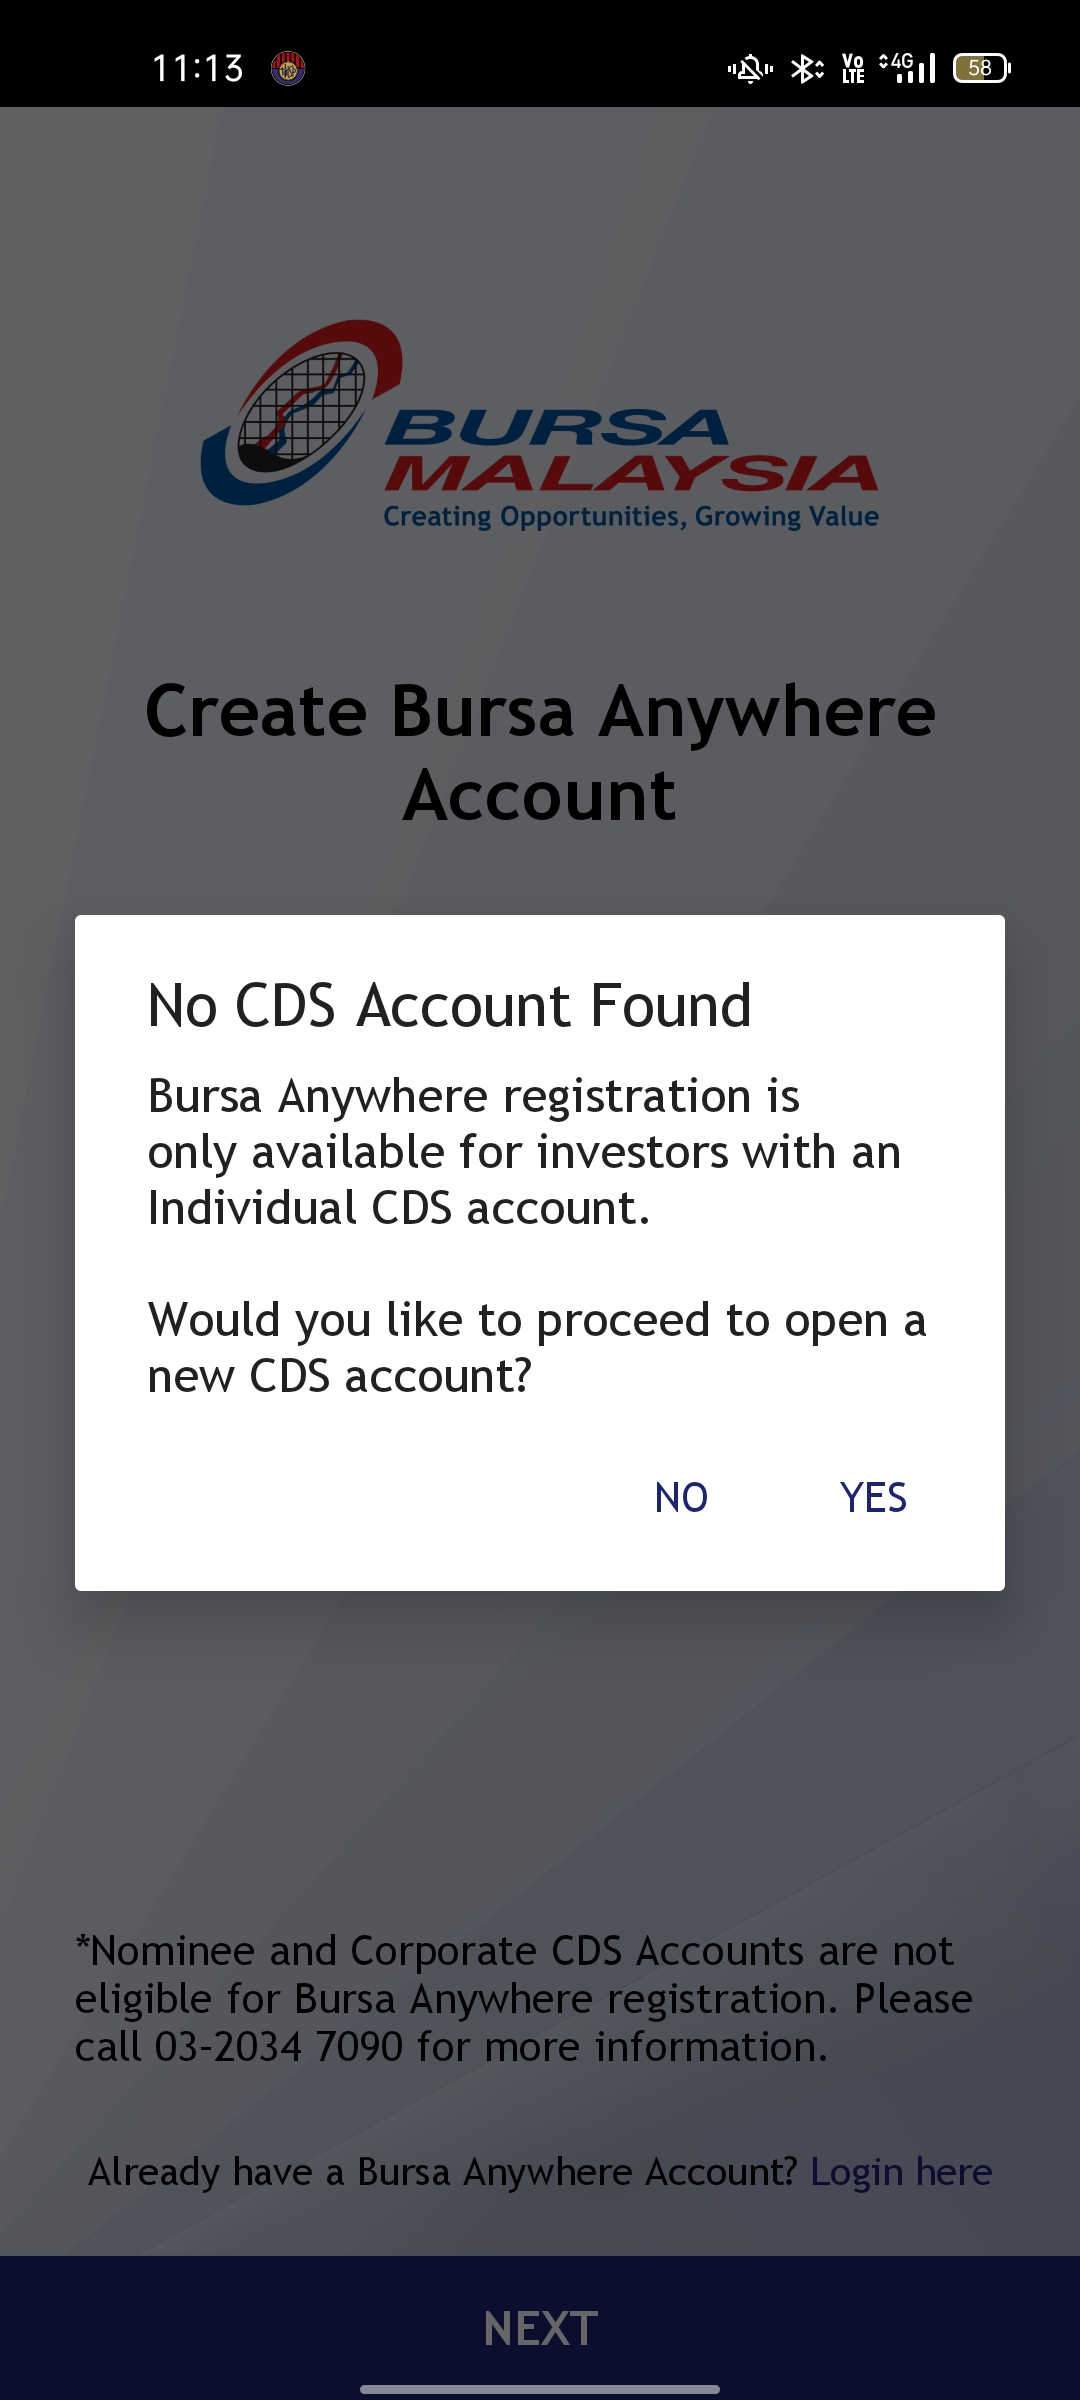 11:13
Vo
LTE
4G
58
BURSA
MALAYSIA
Creating Opportunities, Growing Value
Create Bursa Anywhere
Account
No CDS Account Found
Bursa Anywhere registration is
only available for investors with an
Individual CDS account.
Would you like to proceed to open a
new CDS account?
NO
YES
*Nominee and Corporate CDS Accounts are not
eligible for Bursa Anywhere registration. Please
call 03-2034 7090 for more information.
Already have a Bursa Anywhere Account? Login here
NEXT